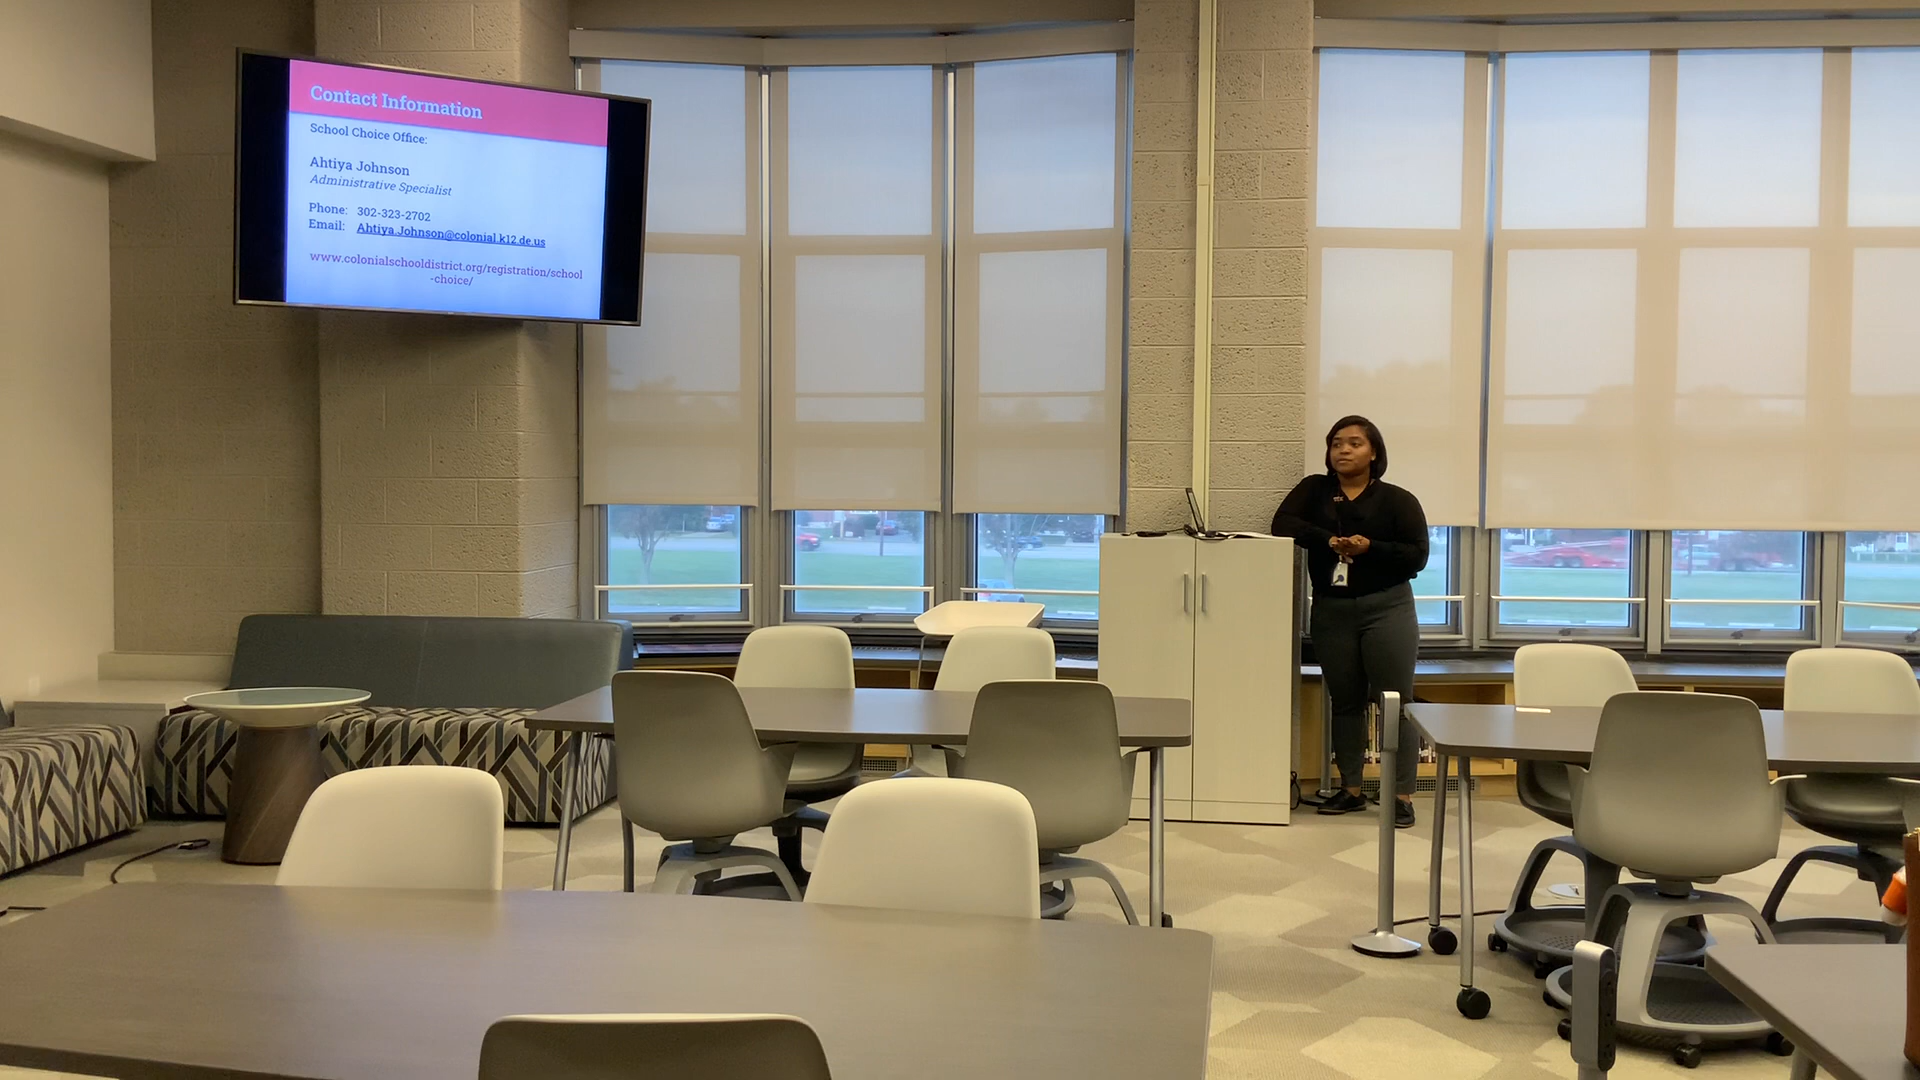 Contact Information
School Choice Office:
Ahtiya Johnson
Administrative Specialist
Phone: 302-323-2702
Email: Ahtiya.Johnson@colonial.k12.de.us
www.colonialschooldistrict.org/registration/school
-choice/